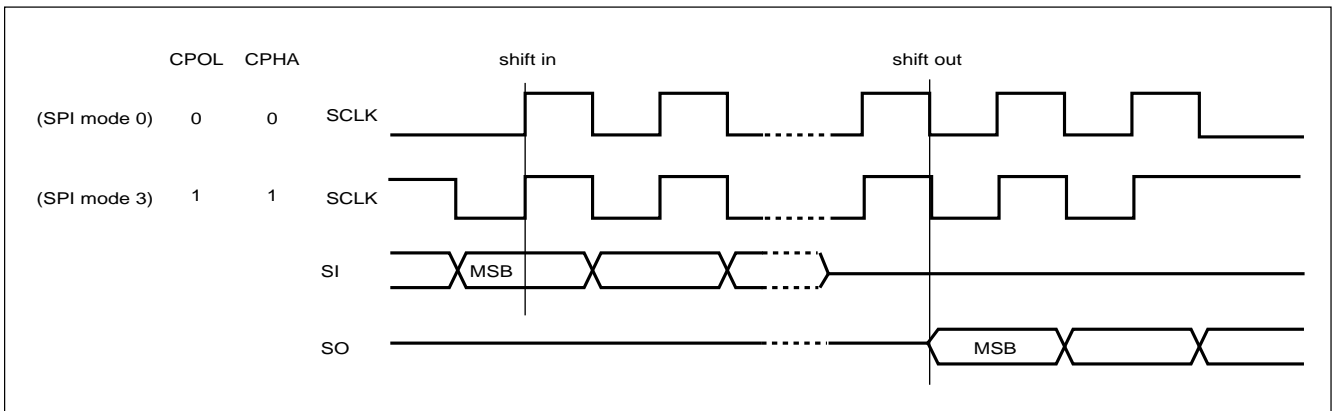 CPOL CPHA shift in shift out
(SPI mode 0) 0 0 SCLK
(SPI mode 3) 1 1 SCLK
SI MSB
SO MSB